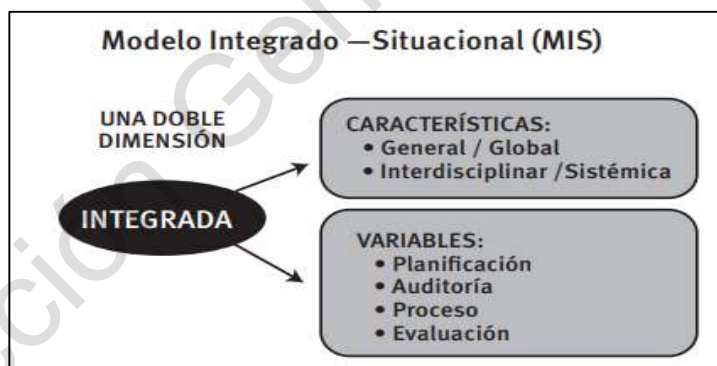 Modelo Integrado —Situacional (MIS)
UNA DOBLE
DIMENSIÓN
INTEGRADA
CARACTERÍSTICAS:
• General / Global
• Interdisciplinar /Sistémica
VARIABLES:
• Planificación
• Auditoría
• Proceso
• Evaluación